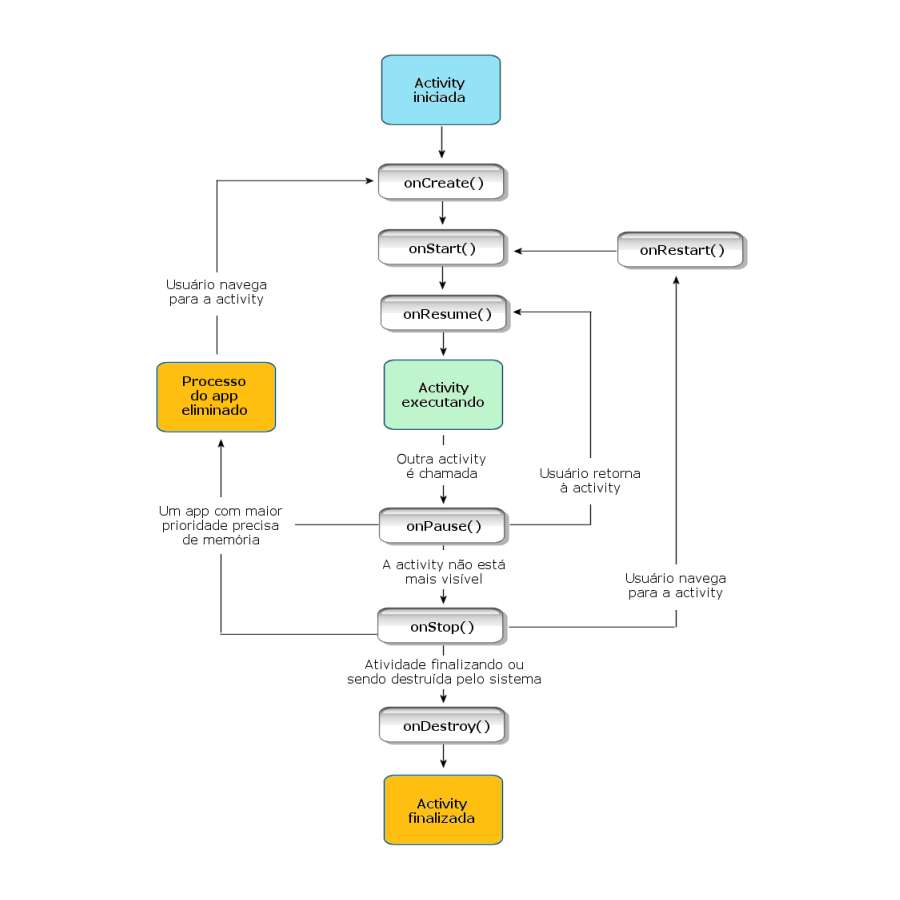 Activity
iniciada
onCreate()
onStart()
onRestart()
Usuário navega
para a activity
onResume()
Processo
do app
eliminado
Activity
executando
Outra activity
é chamada
Usuário retorna
à activity
Um app com maior
prioridade precisa
de memória
onPause()
A activity não está
mais visível
Usuário navega
para a activity
onStop()
Atividade finalizando ou
sendo destruída pelo sistema
onDestroy()
Activity
finalizada